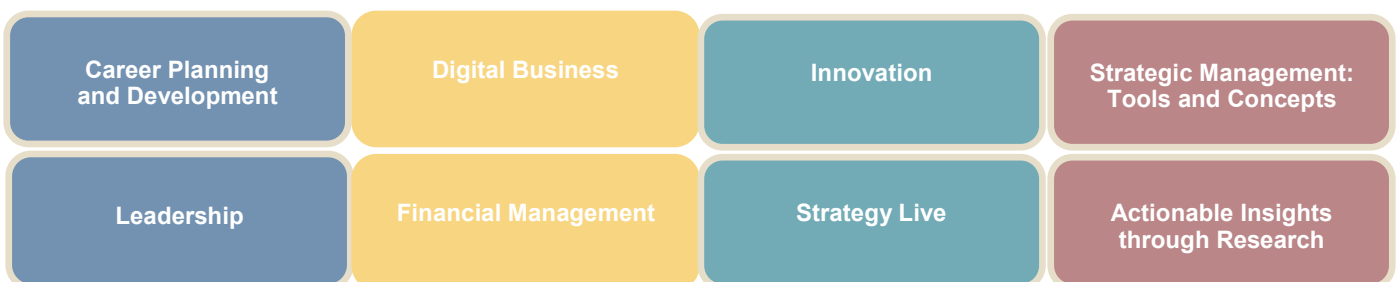 Career Planning
and Development
Digital Business
Innovation
Strategic Management:
Tools and Concepts
Leadership
Financial Management
Strategy Live
Actionable Insights
through Research